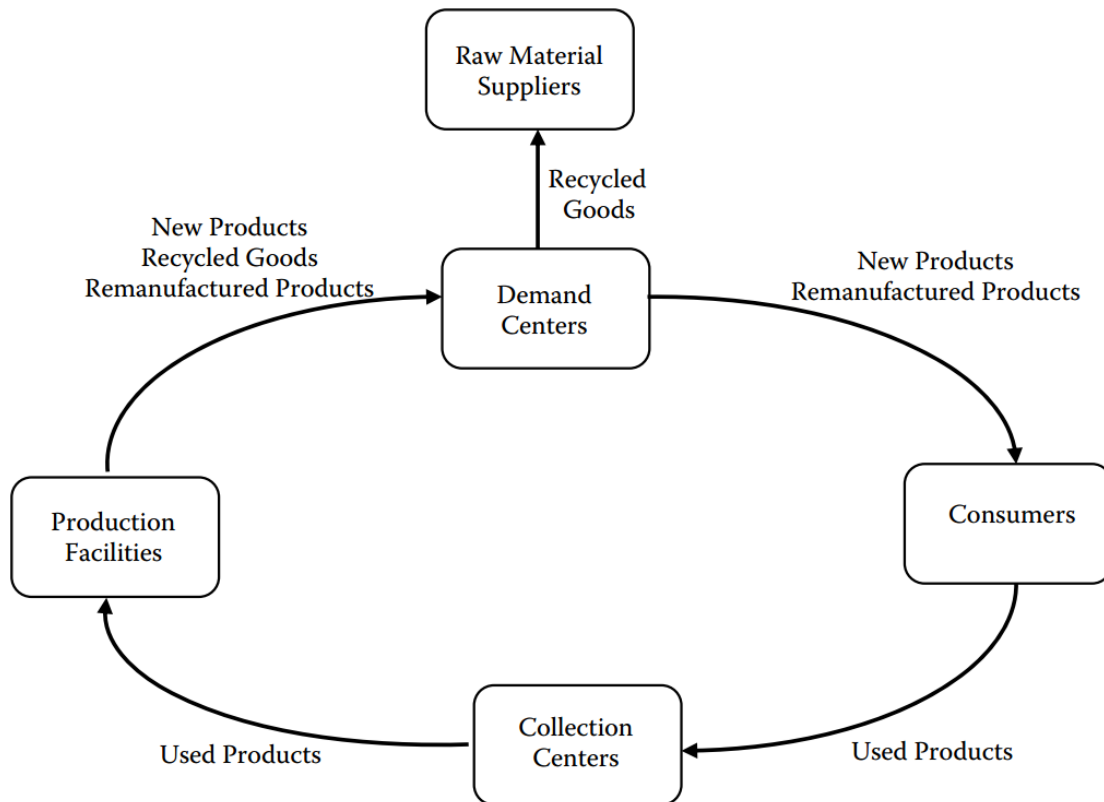 Raw Material
Suppliers
Recycled
Goods
New Products
Recycled Goods
Remanufactured Products
Demand
Centers
New Products
Remanufactured Products
Production
Facilities
Consumers
Used Products
Collection
Centers
Used Products